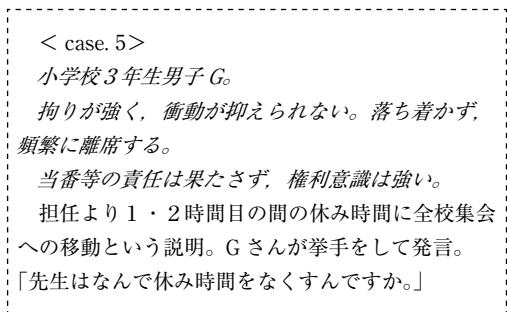 < case. 5>
小学校３年生男子 G。
拘りが強く，衝動が抑えられない。落ち着かず，
頻繁に離席する。
当番等の責任は果たさず，権利意識は強い。
担任より１・２時間目の間の休み時間に全校集会
への移動という説明。G さんが挙手をして発言。
「先生はなんで休み時間をなくすんですか。」